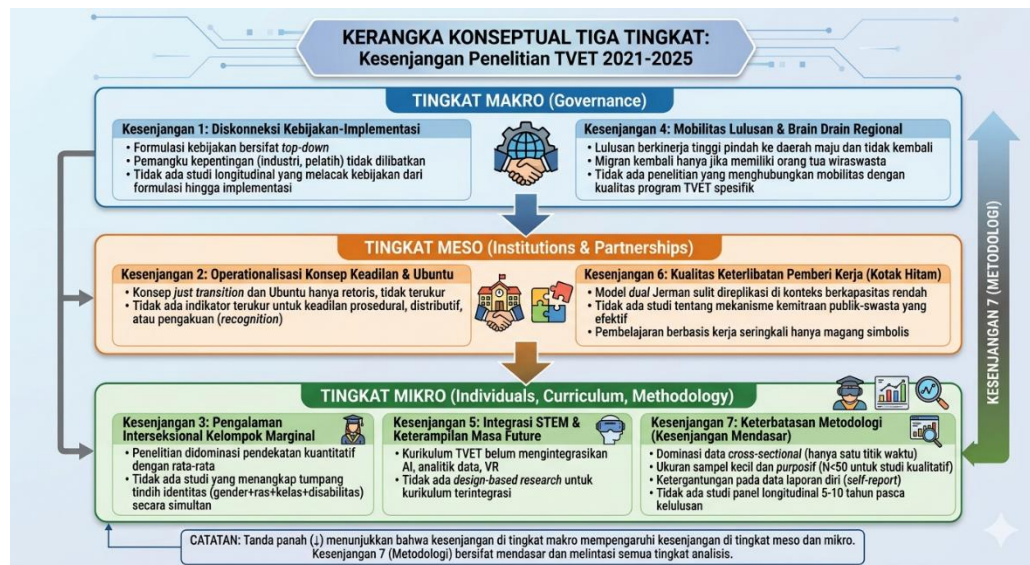 KERANGKA KONSEPTUAL TIGA TINGKAT:
Kesenjangan Penelitian TVET 2021-2025
TINGKAT MAKRO (Governance)
Kesenjangan 1: Diskonneksi Kebijakan-Implementasi
• Formulasi kebijakan bersifat top-down
• Pemangku kepentingan (industri, pelatih) tidak dilibatkan
• Tidak ada studi longitudinal yang melacak kebijakan dari
formulasi hingga implementasi
Kesenjangan 4: Mobilitas Lulusan & Brain Drain Regional
• Lulusan berkinerja tinggi pindah ke daerah maju dan tidak kembali
• Migran kembali hanya jika memiliki orang tua wiraswasta
• Tidak ada penelitian yang menghubungkan mobilitas dengan
kualitas program TVET spesifik
TINGKAT MESO (Institutions & Partnerships)
Kesenjangan 2: Operationalisasi Konsep Keadilan & Ubuntu
• Konsep just transition dan Ubuntu hanya retoris, tidak terukur
• Tidak ada indikator terukur untuk keadilan prosedural, distributif,
atau pengakuan (recognition)
Kesenjangan 6: Kualitas Keterlibatan Pemberi Kerja (Kotak Hitam)
• Model dual Jerman sulit direplikasi di konteks berkapasitas rendah
• Tidak ada studi tentang mekanisme kemitraan publik-swasta yang
efektif
• Pembelajaran berbasis kerja seringkali hanya magang simbolis
TINGKAT MIKRO (Individuals, Curriculum, Methodology)
Kesenjangan 3: Pengalaman
Interseksional Kelompok Marginal
• Penelitian didominasi pendekatan kuantitatif
dengan rata-rata
• Tidak ada studi yang menangkap tumpang
tindih identitas (gender+ras+kelas+disabilitas)
secara simultan
Kesenjangan 5: Integrasi STEM &
Keterampilan Masa Future
• Kurikulum TVET belum mengintegrasikan
AI, analitik data, VR
• Tidak ada design-based research untuk
kurikulum terintegrasi
Kesenjangan 7: Keterbatasan Metodologi
(Kesenjangan Mendasar)
• Dominasi data cross-sectional (hanya satu titik waktu)
• Ukuran sampel kecil dan purposif (N<50 untuk studi kualitatif)
• Ketergantungan pada data laporan diri (self-report)
• Tidak ada studi panel longitudinal 5-10 tahun pasca
kelulusan
KESENJANGAN 7 (METODOLOGI)
CATATAN: Tanda panah (↓) menunjukkan bahwa kesenjangan di tingkat makro mempengaruhi kesenjangan di tingkat meso dan mikro.
Kesenjangan 7 (Metodologi) bersifat mendasar dan melintasi semua tingkat analisis.